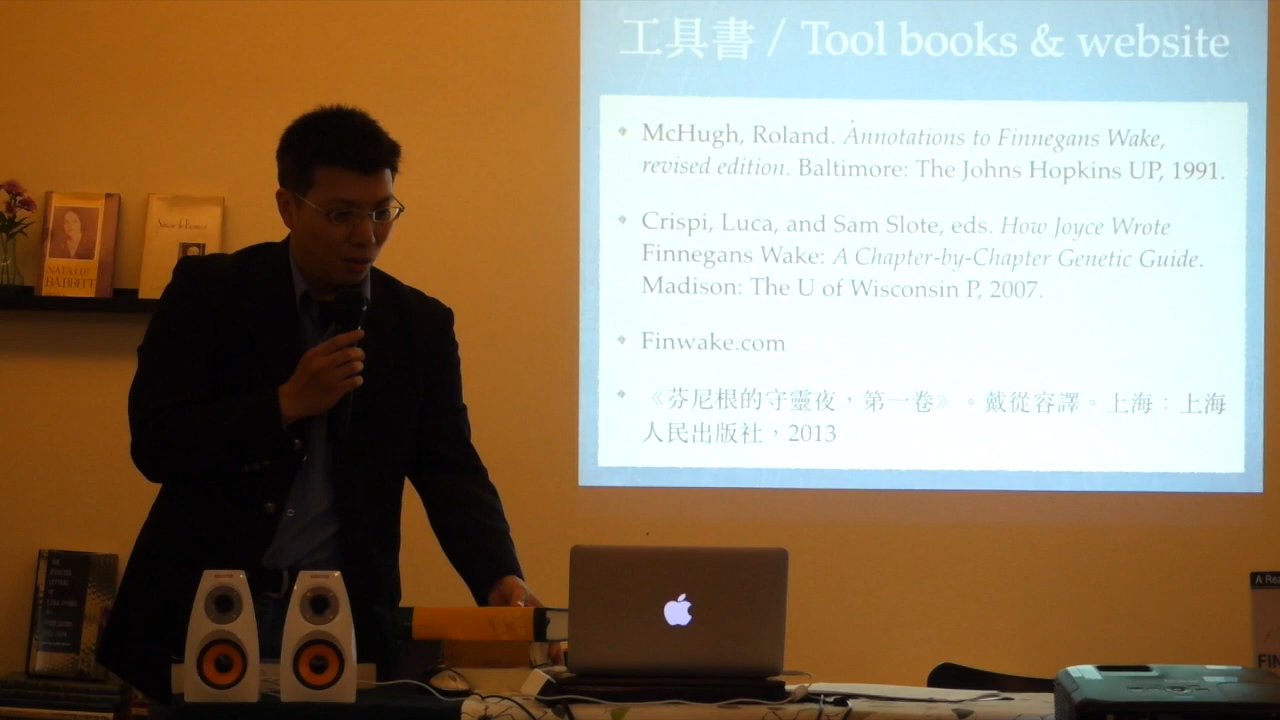 工具書 / Tool books & website
McHugh, Roland. Annotations to Finnegans Wake,
revised edition. Baltimore: The Johns Hopkins UP, 1991.
Crispi, Luca, and Sam Slote, eds. How Joyce Wrote
Finnegans Wake: A Chapter-by-Chapter Genetic Guide.
Madison: The U of Wisconsin P, 2007.
Finwake.com
《芬尼根的守靈夜，第一卷》。戴從容譯。上海：上海
人民出版社，2013
NATALIE
BABBITT
A Rea
FIN